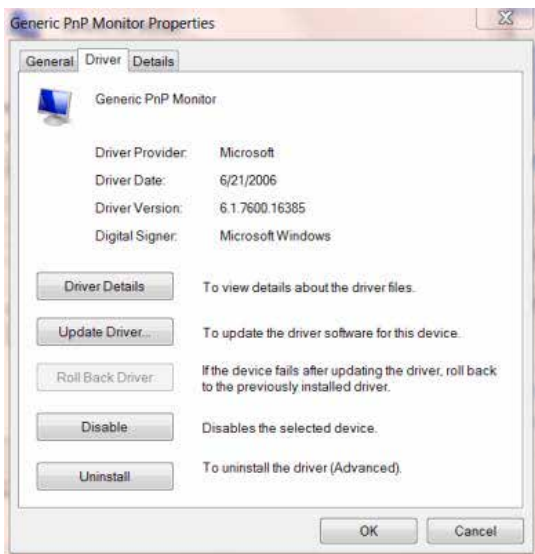 Generic PnP Monitor Properties
General Driver Details
Generic PnP Monitor
Driver Provider: Microsoft
Driver Date: 6/21/2006
Driver Version: 6.1.7600.16385
Digital Signer: Microsoft Windows
Driver Details To view details about the driver files.
Update Driver... To update the driver software for this device.
Roll Back Driver If the device fails after updating the driver, roll back
to the previously installed driver.
Disable Disables the selected device.
Uninstall To uninstall the driver (Advanced).
OK Cancel